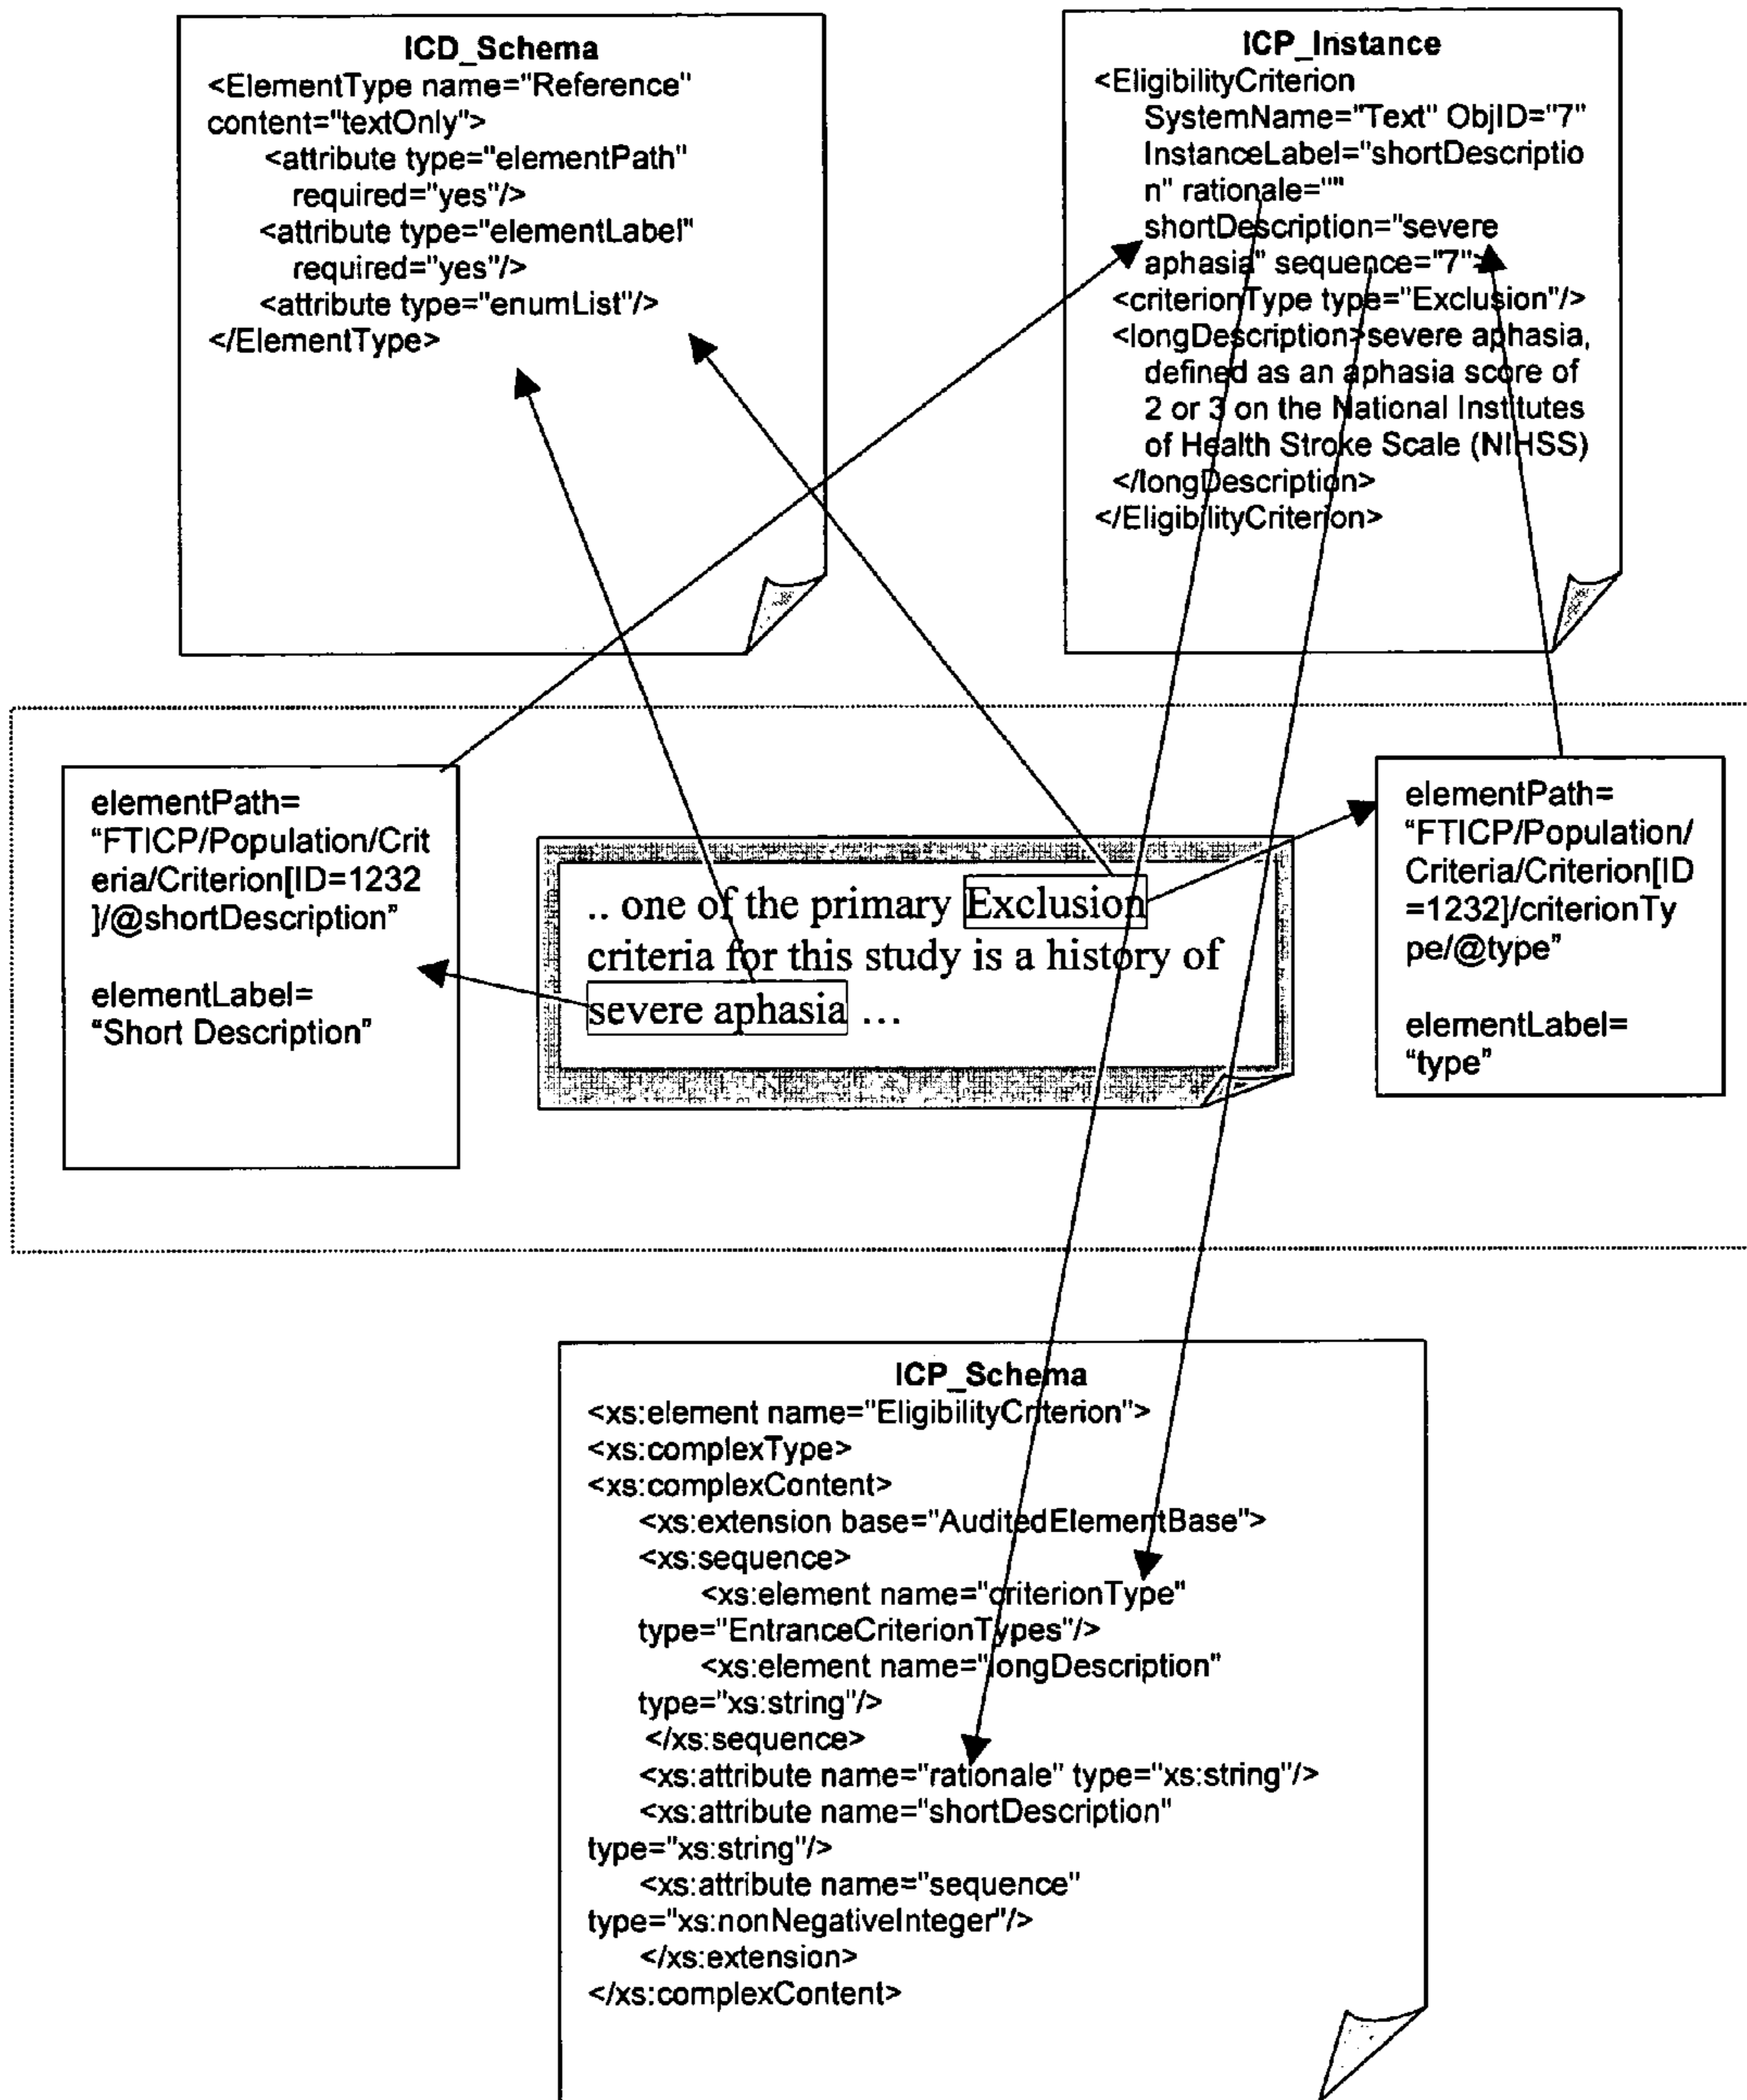 ICD_Schema
<ElementType name="Reference"
content="textOnly">
<attribute type="elementPath"
required="yes"/>
<attribute type="elementLabel"
required="yes"/>
<attribute type="enumList"/>
</ElementType>
ICP_Instance
<EligibilityCriterion
SystemName="Text" ObjID="7"
InstanceLabel="shortDescriptio
n" rationale=""
shortDescription="severe
aphasia" sequence="7">
<criterionType type="Exclusion"/>
<longDescription>severe aphasia,
defined as an aphasia score of
2 or 3 on the National Institutes
of Health Stroke Scale (NIHSS)
</longDescription>
</EligibilityCriterion>
elementPath=
“FTICP/Population/Crit
eria/Criterion[ID=1232
]/@shortDescription”
elementLabel=
“Short Description”
.. one of the primary Exclusion
criteria for this study is a history of
severe aphasia ...
elementPath=
“FTICP/Population/
Criteria/Criterion[ID
=1232]/criterionTy
pe/@type”
elementLabel=
“type”
ICP_Schema
<xs:element name="EligibilityCriterion">
<xs:complexType>
<xs:complexContent>
<xs:extension base="AuditedElementBase">
<xs:sequence>
<xs:element name="criterionType"
type="EntranceCriterionTypes"/>
<xs:element name="longDescription"
type="xs:string"/>
</xs:sequence>
<xs:attribute name="rationale" type="xs:string"/>
<xs:attribute name="shortDescription"
type="xs:string"/>
<xs:attribute name="sequence"
type="xs:nonNegativeInteger"/>
</xs:extension>
</xs:complexContent>